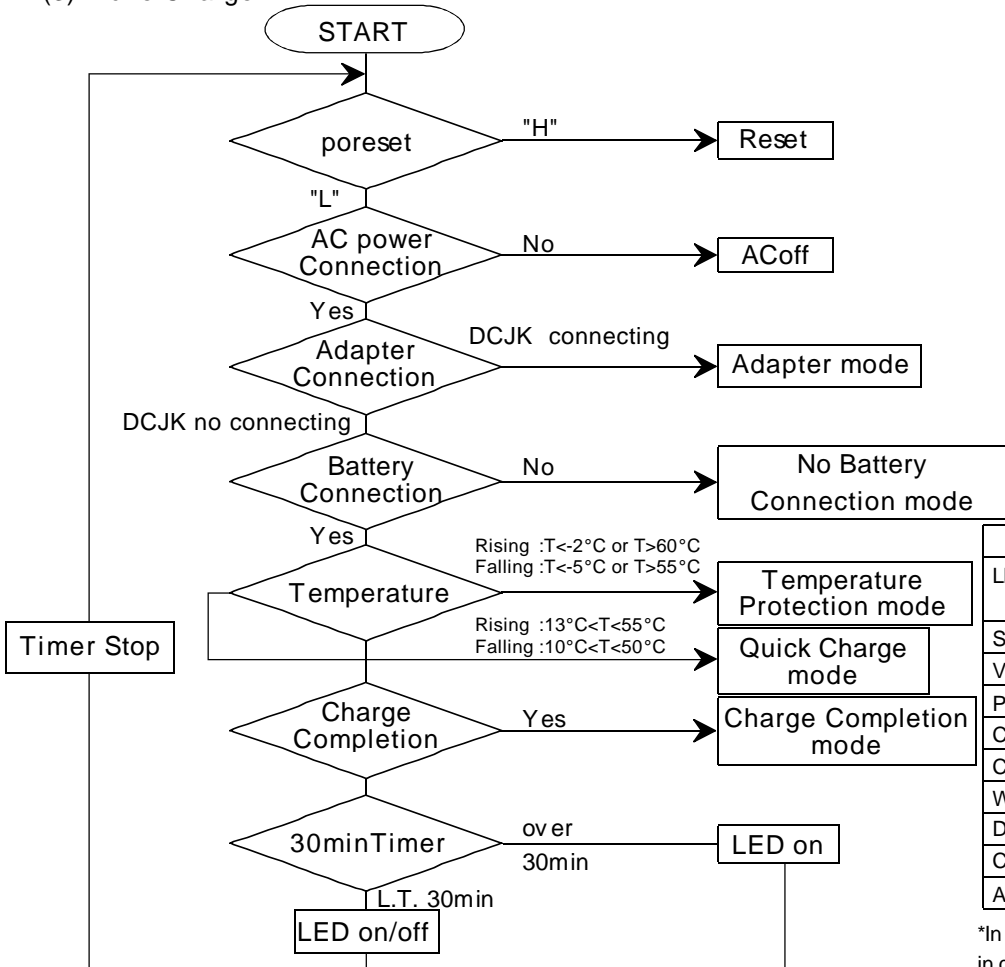 START
poreset
"H"
Reset
"L"
AC power
Connection
No
ACoff
Yes
Adapter
Connection
DCJK connecting
Adapter mode
DCJK no connecting
Battery
Connection
No
No Battery
Connection mode
Yes
Temperature
Rising :T<-2°C or T>60°C
Falling :T<-5°C or T>55°C
Temperature
Protection mode
Rising :13°C<T<55°C
Falling :10°C<T<50°C
Quick Charge
mode
Timer Stop
Charge
Completion
Yes
Charge Completion
mode
30minTimer
over
30min
LED on
L.T. 30min
LED on/off
S
V
P
W
D
A
*In